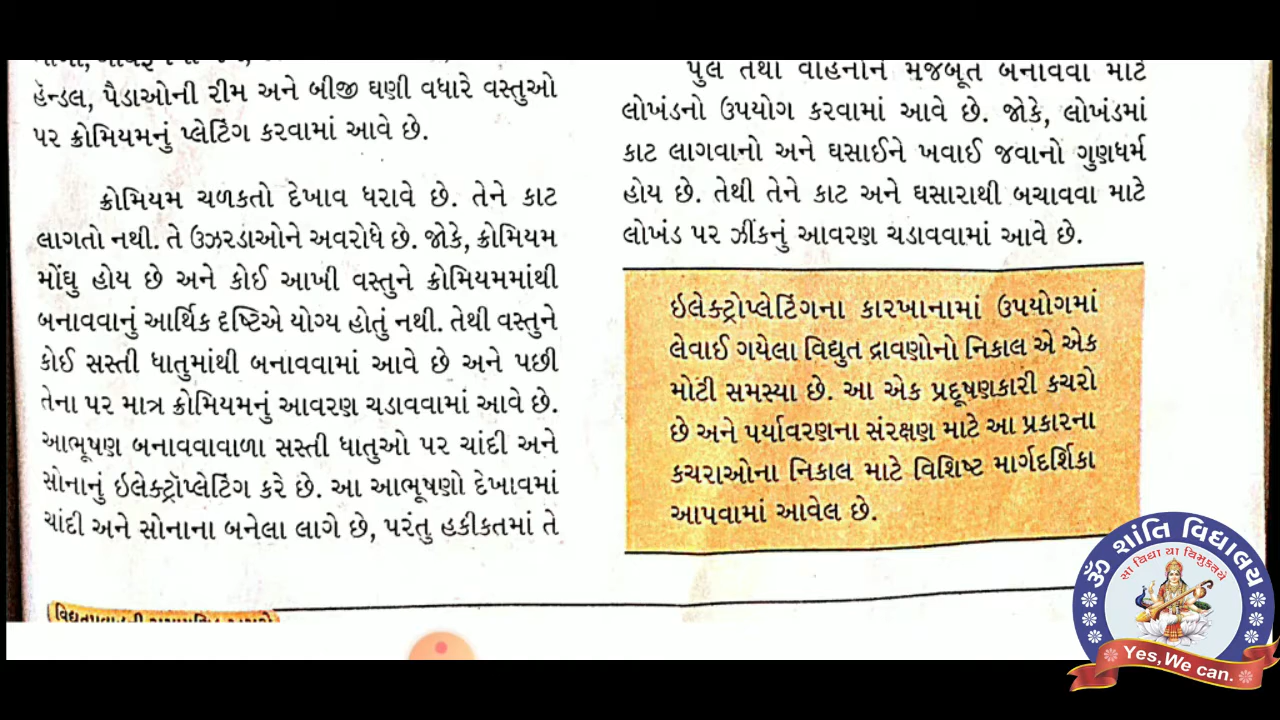 હૅન્ડલ, પૈડાઓની રીમ અને બીજી ઘણી વધારે વસ્તુઓ
પર ક્રોમિયમનું પ્લેટિંગ કરવામાં આવે છે.
ક્રોમિયમ ચળકતો દેખાવ ધરાવે છે. તેને કાટ
લાગતો નથી. તે ઉઝરડાઓને અવરોધે છે. જોકે, ક્રોમિયમ
મોંઘુ હોય છે અને કોઈ આખી વસ્તુને ક્રોમિયમમાંથી
બનાવવાનું આર્થિક દૃષ્ટિએ યોગ્ય હોતું નથી. તેથી વસ્તુને
કોઈ સસ્તી ધાતુમાંથી બનાવવામાં આવે છે અને પછી
તેના પર માત્ર ક્રોમિયમનું આવરણ ચડાવવામાં આવે છે.
આભૂષણ બનાવવાવાળા સસ્તી ધાતુઓ પર ચાંદી અને
સોનાનું ઇલેક્ટ્રૉપ્લેટિંગ કરે છે. આ આભૂષણો દેખાવમાં
ચાંદી અને સોનાના બનેલા લાગે છે, પરંતુ હકીકતમાં તે
પુલ તથા વાહનોને મજબૂત બનાવવા માટે
લોખંડનો ઉપયોગ કરવામાં આવે છે. જોકે, લોખંડમાં
કાટ લાગવાનો અને ઘસાઈને ખવાઈ જવાનો ગુણધર્મ
હોય છે. તેથી તેને કાટ અને ઘસારાથી બચાવવા માટે
લોખંડ પર ઝીંકનું આવરણ ચડાવવામાં આવે છે.
ઇલેક્ટ્રોપ્લેટિંગના કારખાનામાં ઉપયોગમાં
લેવાઈ ગયેલા વિદ્યુત દ્રાવણોનો નિકાલ એ એક
મોટી સમસ્યા છે. આ એક પ્રદૂષણકારી કચરો
છે અને પર્યાવરણના સંરક્ષણ માટે આ પ્રકારના
કચરાઓના નિકાલ માટે વિશિષ્ટ માર્ગદર્શિકા
આપવામાં આવેલ છે.
ૐ શાંતિ વિદ્યાલય
સા વિદ્યા યા વિમુક્તયે
Yes, We can.